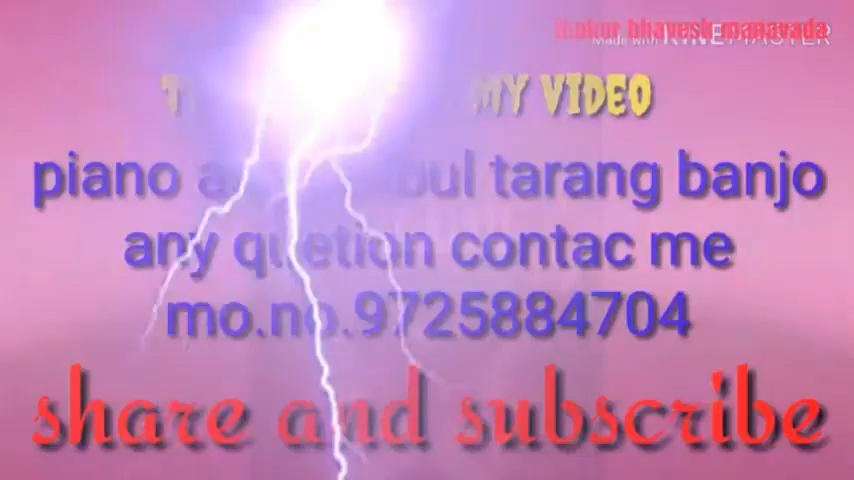 thakur bhavesh manavada
Made with KINEMASTER
MY VIDEO
piano tarang banjo
any quetion contac me
mo.no.9725884704
share and subscribe